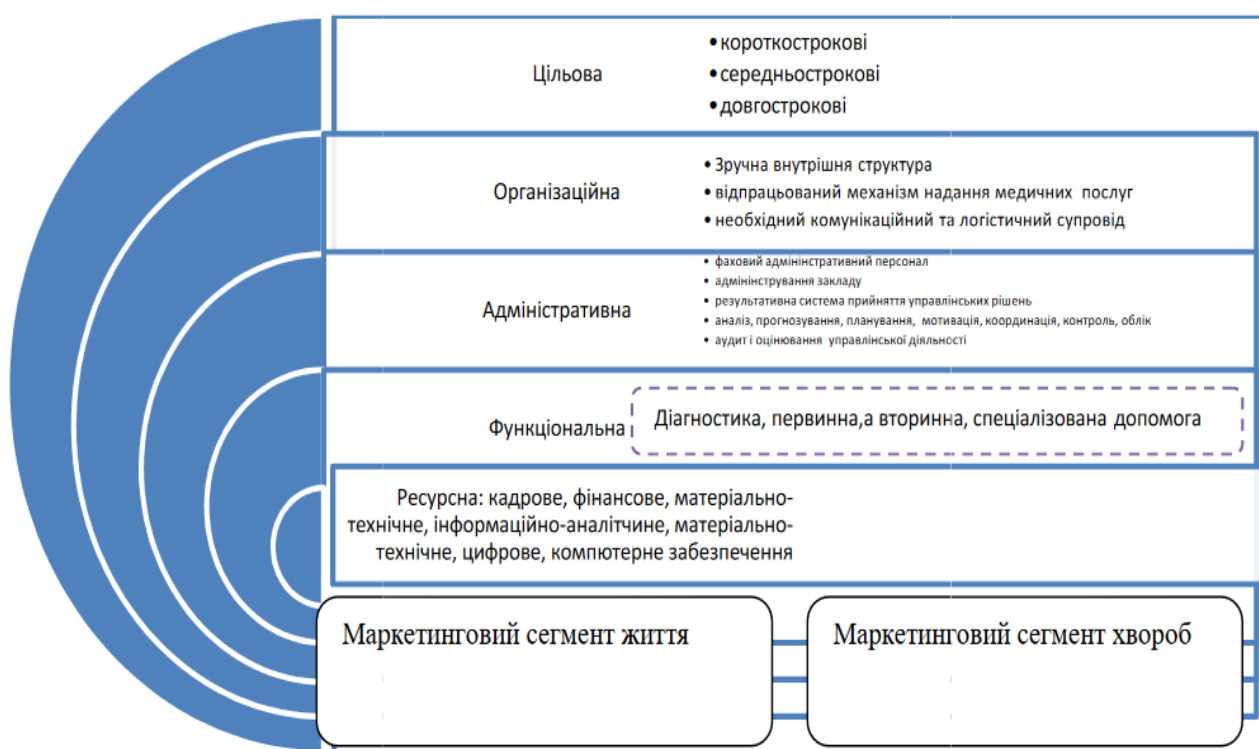 Цільова
•короткострокові
•середньострокові
•довгострокові
Організаційна
• Зручна внутрішня структура
• відпрацьований механізм надання медичних послуг
• необхідний комунікаційний та логістичний супровід
Адміністративна
• фаховий адмінінстративний персонал
• адмінінстрування закладу
• результативна система прийняття управлінських рішень
• аналіз, прогнозування, планування, мотивація, координація, контроль, облік
• аудит і оцінювання управлінської діяльності
Функціональна
Діагностика, первинна,а вторинна, спеціалізована допомога
Ресурсна: кадрове, фінансове, матеріально-
технічне, інформаційно-аналітчине, матеріально-
технічне, цифрове, компютерне забезпечення
Маркетинговий сегмент життя
Маркетинговий сегмент хвороб